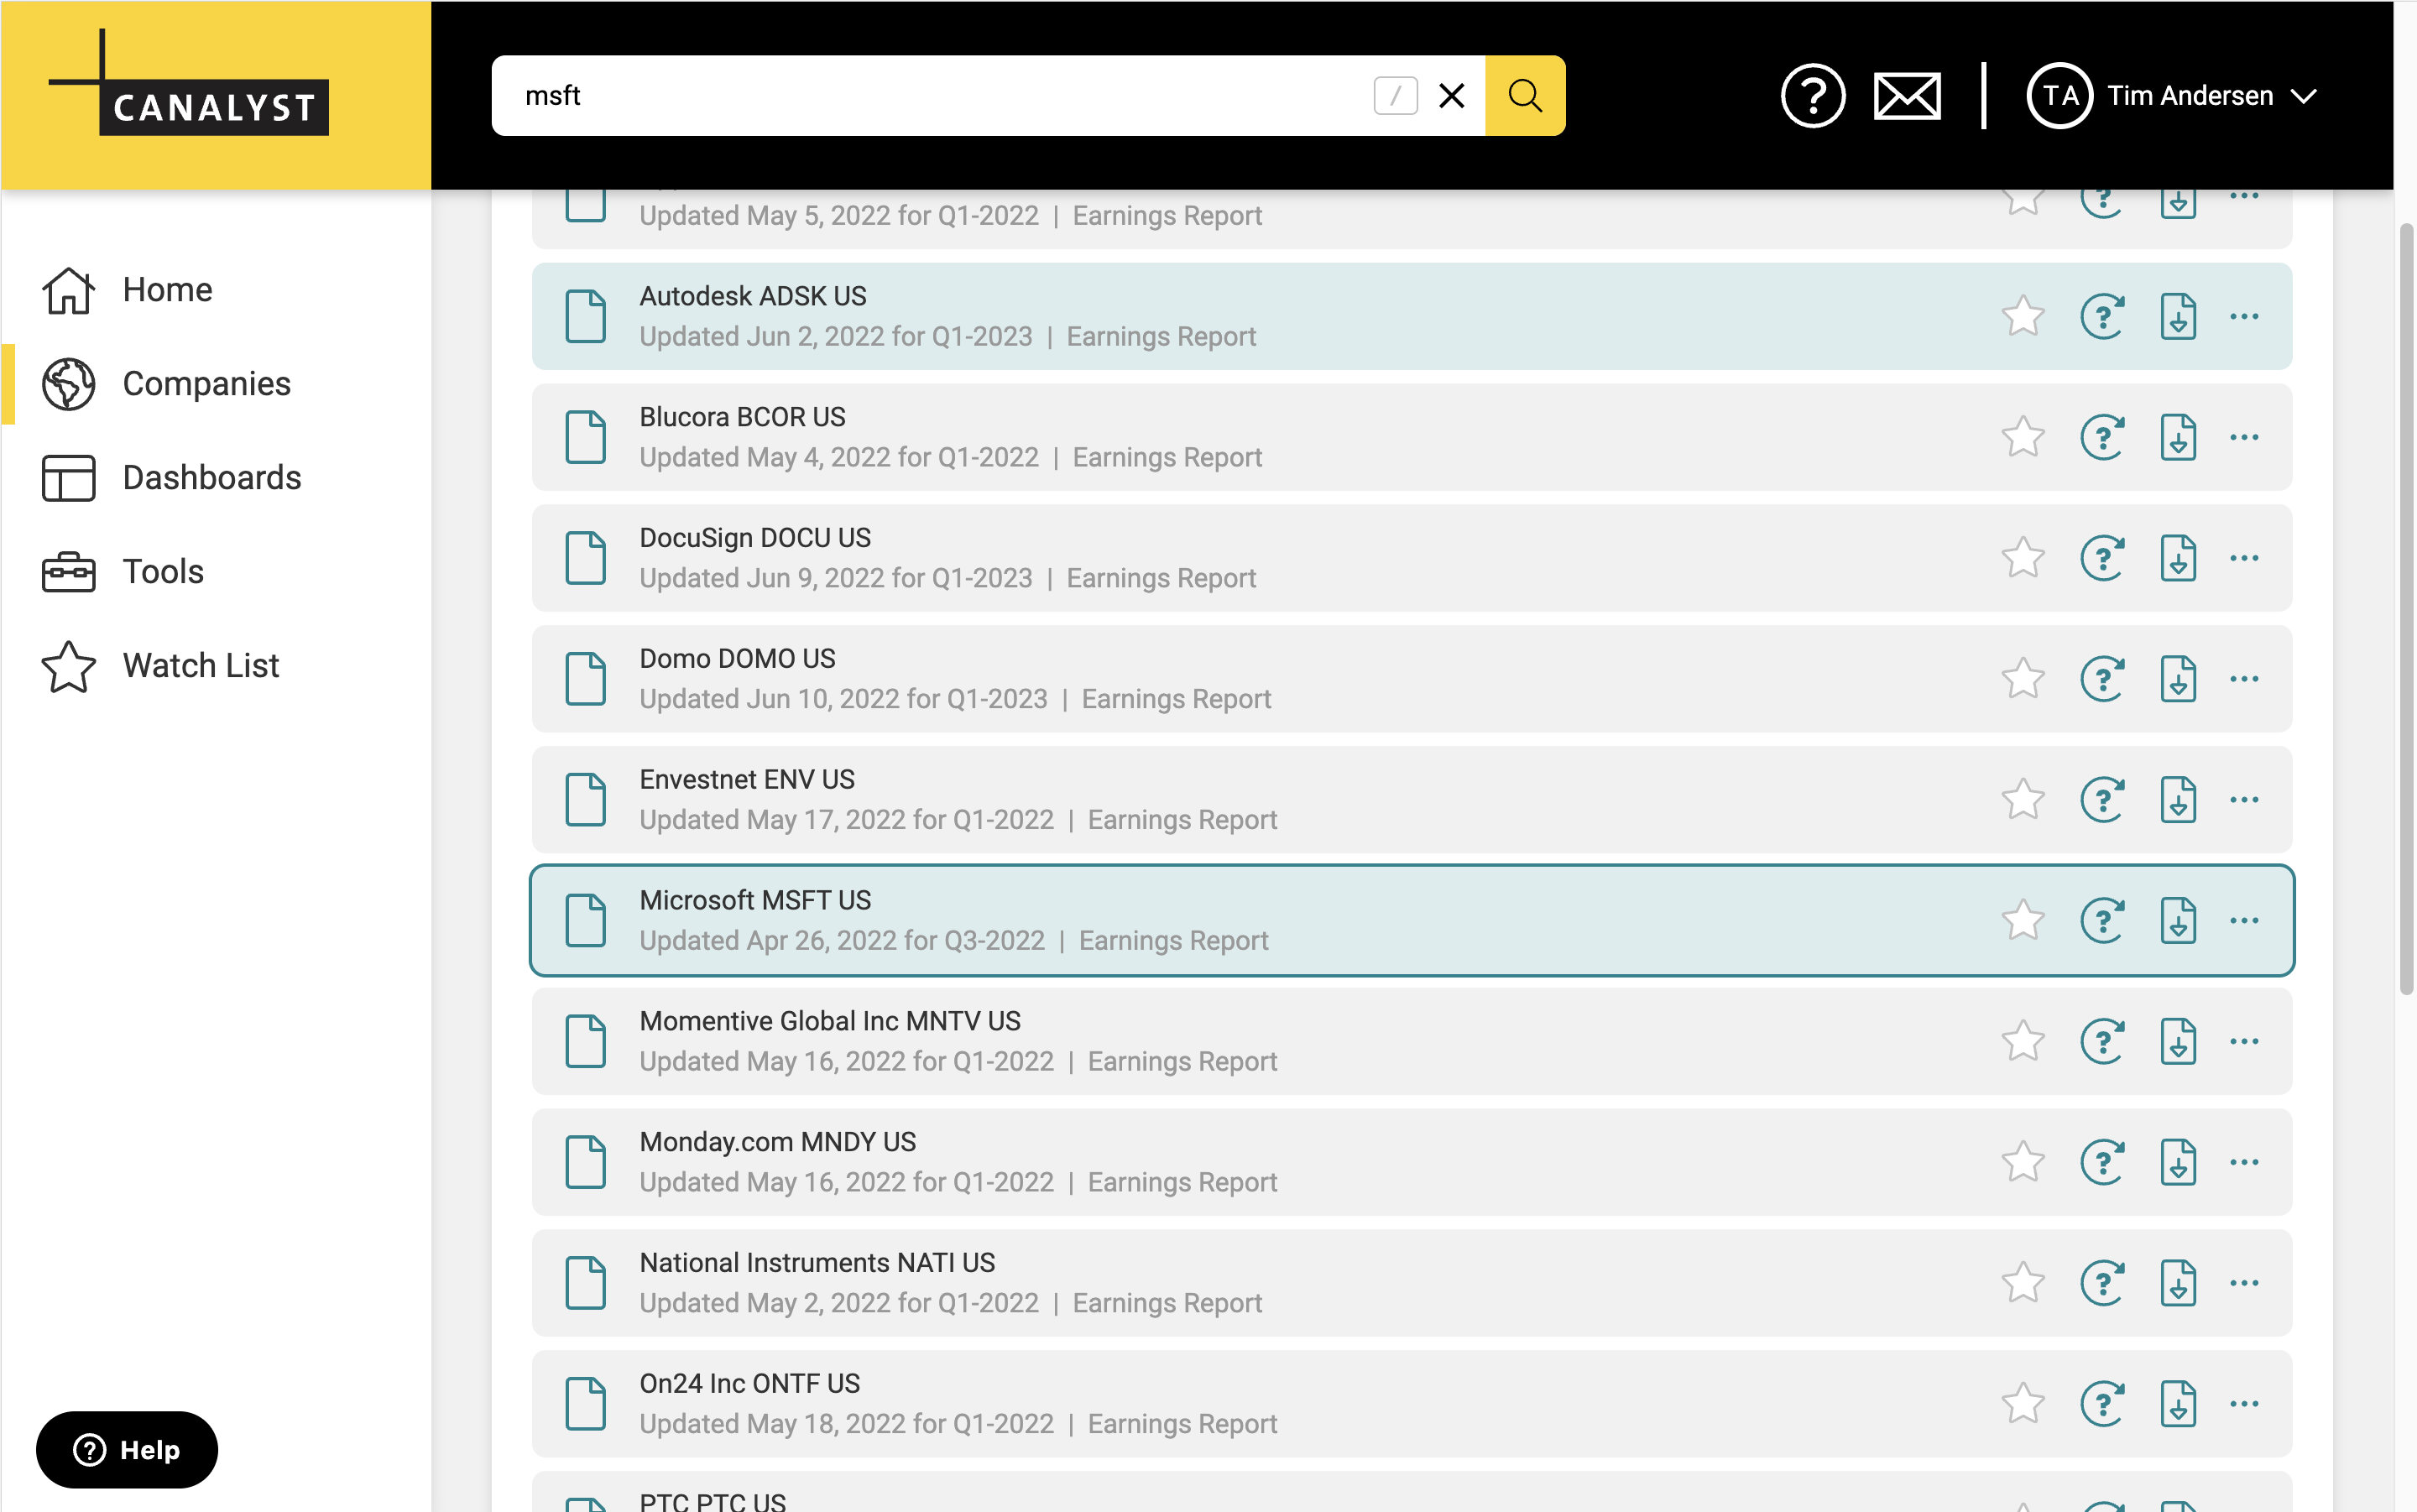 CANALYST
msft
/
TA Tim Andersen
Home
Companies
Dashboards
Tools
Watch List
Help
Updated May 5, 2022 for Q1-2022 | Earnings Report
Autodesk ADSK US
Updated Jun 2, 2022 for Q1-2023 | Earnings Report
Blucora BCOR US
Updated May 4, 2022 for Q1-2022 | Earnings Report
DocuSign DOCU US
Updated Jun 9, 2022 for Q1-2023 | Earnings Report
Domo DOMO US
Updated Jun 10, 2022 for Q1-2023 | Earnings Report
Envestnet ENV US
Updated May 17, 2022 for Q1-2022 | Earnings Report
Microsoft MSFT US
Updated Apr 26, 2022 for Q3-2022 | Earnings Report
Momentive Global Inc MNTV US
Updated May 16, 2022 for Q1-2022 | Earnings Report
Monday.com MNDY US
Updated May 16, 2022 for Q1-2022 | Earnings Report
National Instruments NATI US
Updated May 2, 2022 for Q1-2022 | Earnings Report
On24 Inc ONTF US
Updated May 18, 2022 for Q1-2022 | Earnings Report
PTC PTC US